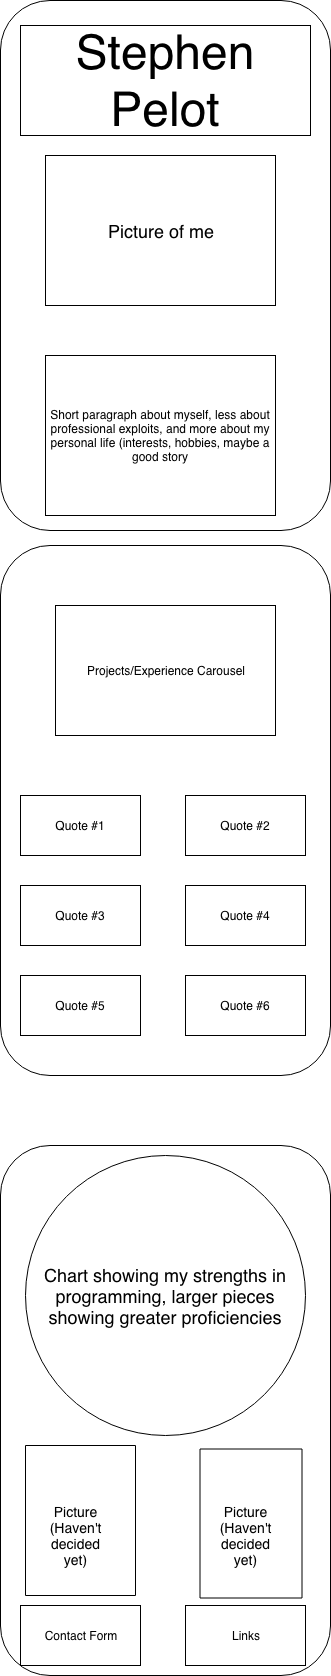 Stephen
Pelot
Picture of me
Short paragraph about myself, less about
professional exploits, and more about my
personal life (interests, hobbies, maybe a
good story
Projects/Experience Carousel
Quote #1
Quote #2
Quote #3
Quote #4
Quote #5
Quote #6
Chart showing my strengths in
programming, larger pieces
showing greater proficiencies
Picture
(Haven't
decided
yet)
Picture
(Haven't
decided
yet)
Contact Form
Links